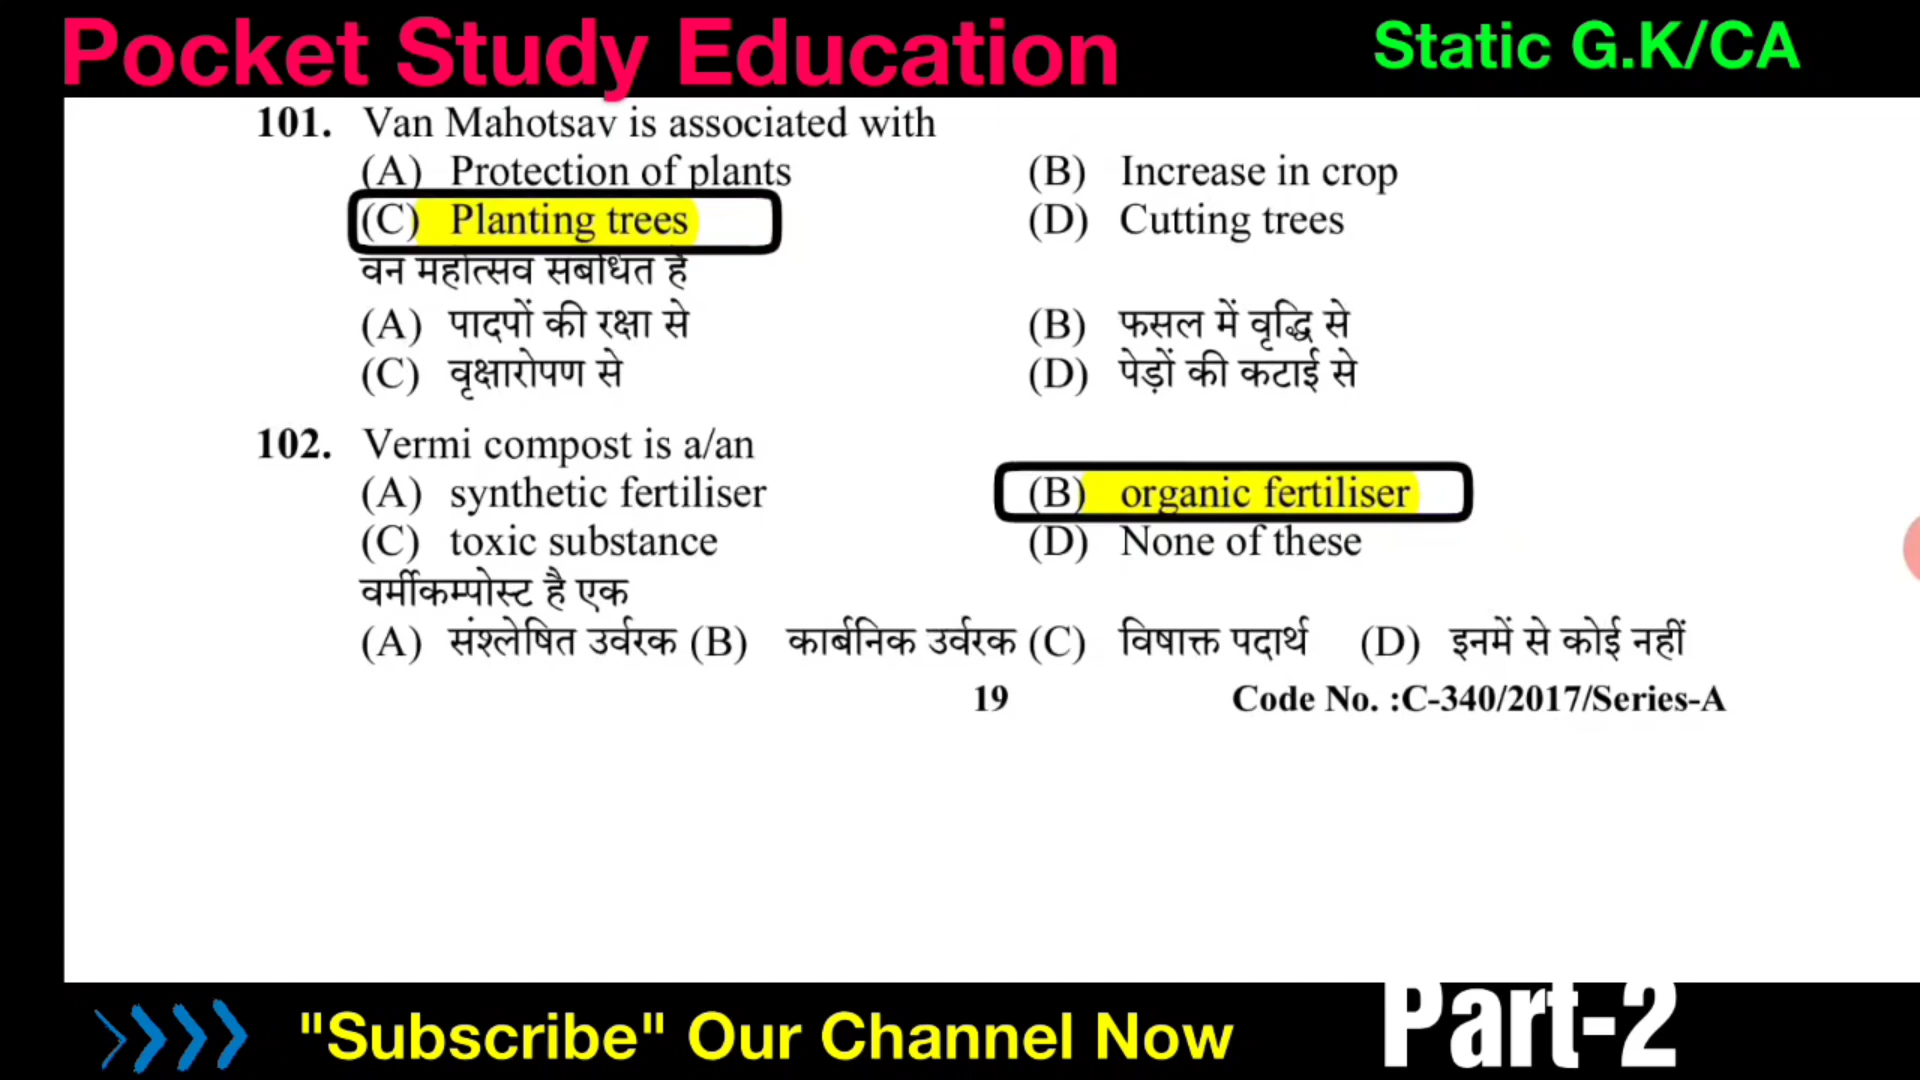 Pocket Study Education
Static G.K/CA
101. Van Mahotsav is associated with
(A) Protection of plants (B) Increase in crop
(C) Planting trees (D) Cutting trees
वन महोत्सव संबंधित है
(A) पादपों की रक्षा से (B) फसल में वृद्धि से
(C) वृक्षारोपण से (D) पेड़ों की कटाई से
102. Vermi compost is a/an
(A) synthetic fertiliser (B) organic fertiliser
(C) toxic substance (D) None of these
वर्मीकम्पोस्ट है एक
(A) संश्लेषित उर्वरक (B) कार्बनिक उर्वरक (C) विषाक्त पदार्थ (D) इनमें से कोई नहीं
19 Code No. :C-340/2017/Series-A
"Subscribe" Our Channel Now
Part-2